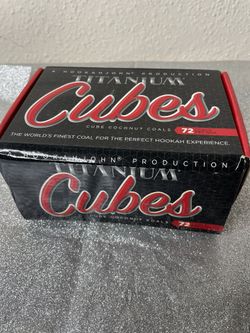 A HOOKAHJOHN® PRODUCTION
TITANIUM
Cubes
CUBE COCONUT COALS 72
THE WORLD'S FINEST COAL FOR THE PERFECT HOOKAH EXPERIENCE.
HOOKAHJOHN® PRODUCTION
TITANIUM
Cubes
CUBE COCONUT COALS 72